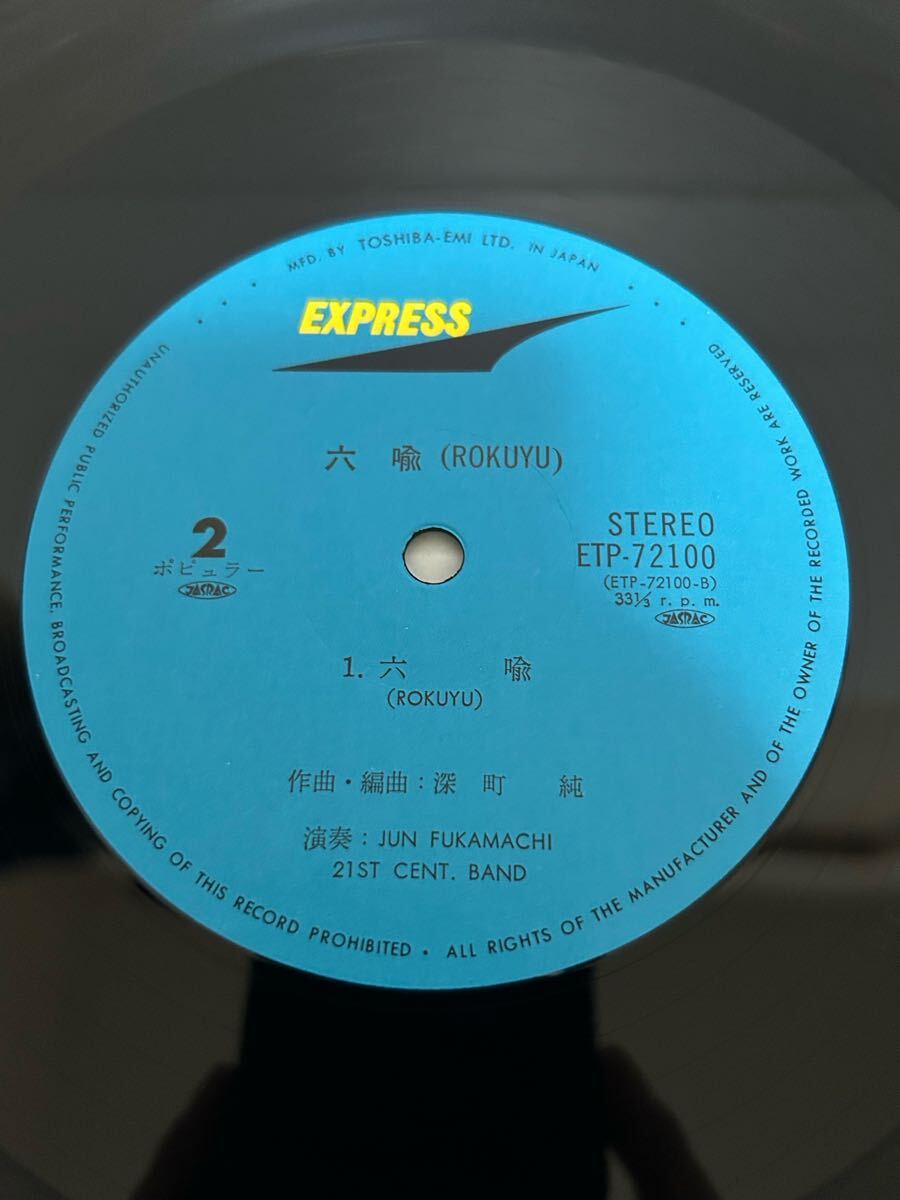 MFD. BY TOSHIBA-EMI LTD. IN JAPAN
EXPRESS
六 喩 (ROKUYU)
2
ポピュラー
JASRAC
STEREO
ETP-72100
(ETP-72100-B)
33 1/3 r. p. m.
JASRAC
1. 六 喩
(ROKUYU)
作曲・編曲：深 町 純
演奏：JUN FUKAMACHI
21ST CENT. BAND
UNAUTHORIZED PUBLIC PERFORMANCE, BROADCASTING AND COPYING OF THIS RECORD PROHIBITED • ALL RIGHTS OF THE MANUFACTURER AND OF THE OWNER OF THE RECORDED WORK ARE RESERVED